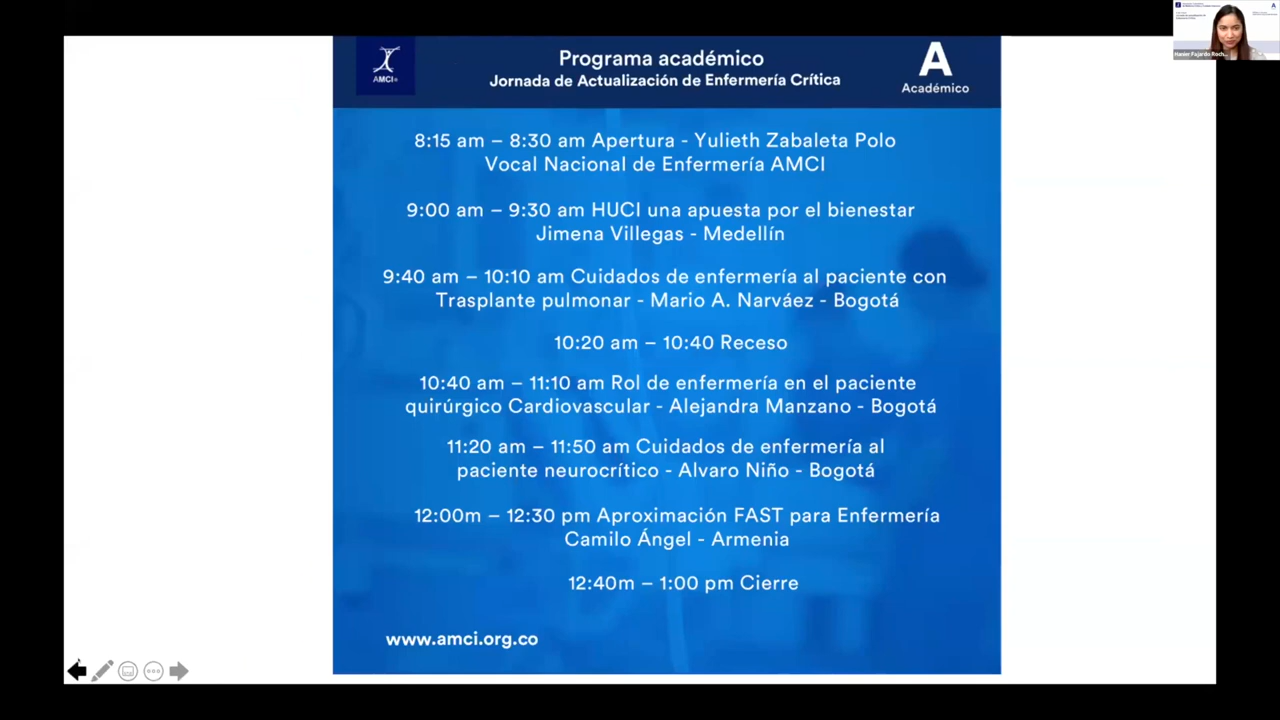 AMCI®
Programa académico
Jornada de Actualización de Enfermería Crítica
A
Académico
8:15 am – 8:30 am Apertura - Yulieth Zabaleta Polo
Vocal Nacional de Enfermería AMCI
9:00 am – 9:30 am HUCI una apuesta por el bienestar
Jimena Villegas - Medellín
9:40 am – 10:10 am Cuidados de enfermería al paciente con
Trasplante pulmonar - Mario A. Narváez - Bogotá
10:20 am – 10:40 Receso
10:40 am – 11:10 am Rol de enfermería en el paciente
quirúrgico Cardiovascular - Alejandra Manzano - Bogotá
11:20 am – 11:50 am Cuidados de enfermería al
paciente neurocrítico - Alvaro Niño - Bogotá
12:00m – 12:30 pm Aproximación FAST para Enfermería
Camilo Ángel - Armenia
12:40m – 1:00 pm Cierre
www.amci.org.co